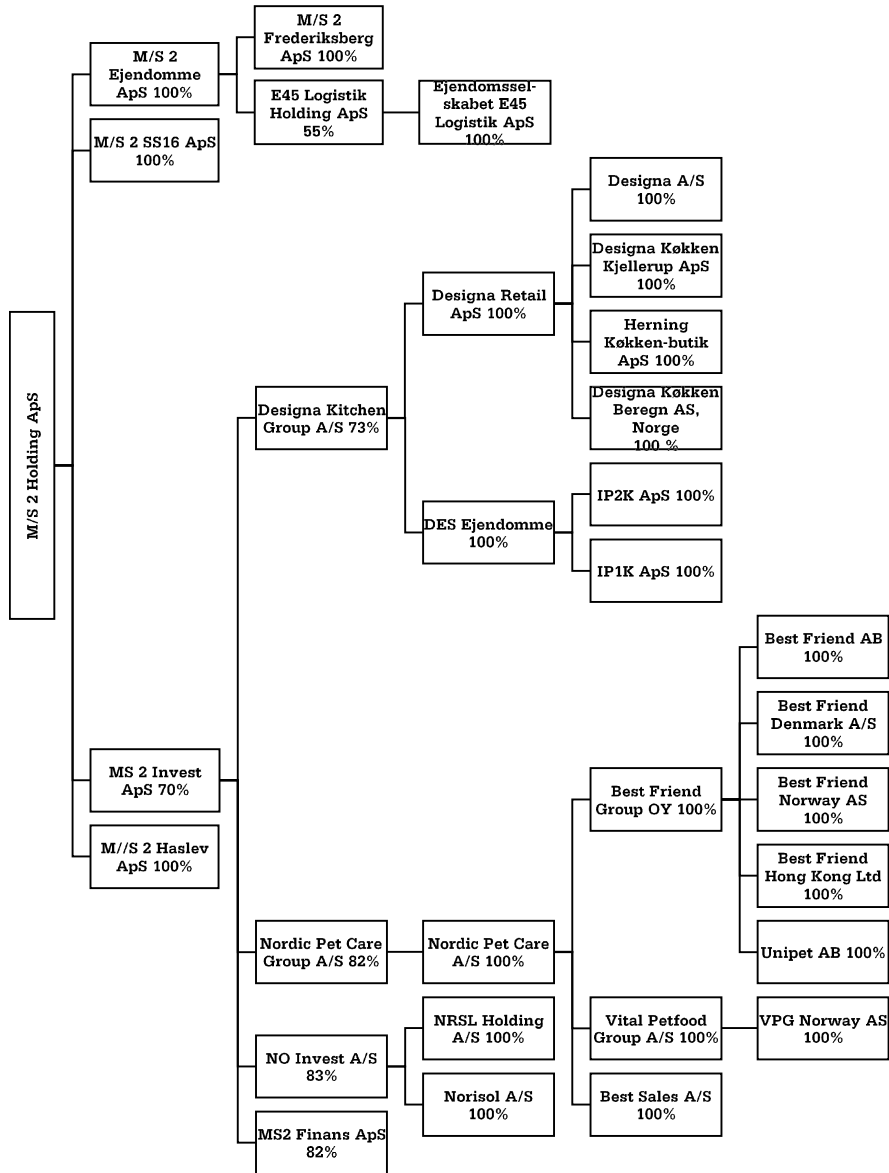 M/S 2 Holding ApS
M/S 2
Ejendomme
ApS 100%
M/S 2
Frederiksberg
ApS 100%
E45 Logistik
Holding ApS
55%
Ejendomssel-
skabet E45
Logistik ApS
100%
M/S 2 SS16 ApS
100%
MS 2 Invest
ApS 70%
Designa Kitchen
Group A/S 73%
Designa Retail
ApS 100%
Designa A/S
100%
Designa Køkken
Kjellerup ApS
100%
Herning
Køkken-butik
ApS 100%
Designa Køkken
Beregn AS,
Norge
100 %
DES Ejendomme
100%
IP2K ApS 100%
IP1K ApS 100%
Nordic Pet Care
Group A/S 82%
Nordic Pet Care
A/S 100%
Best Friend
Group OY 100%
Best Friend AB
100%
Best Friend
Denmark A/S
100%
Best Friend
Norway AS
100%
Best Friend
Hong Kong Ltd
100%
Unipet AB 100%
Vital Petfood
Group A/S 100%
VPG Norway AS
100%
Best Sales A/S
100%
NO Invest A/S
83%
NRSL Holding
A/S 100%
Norisol A/S
100%
MS2 Finans ApS
82%
M//S 2 Haslev
ApS 100%